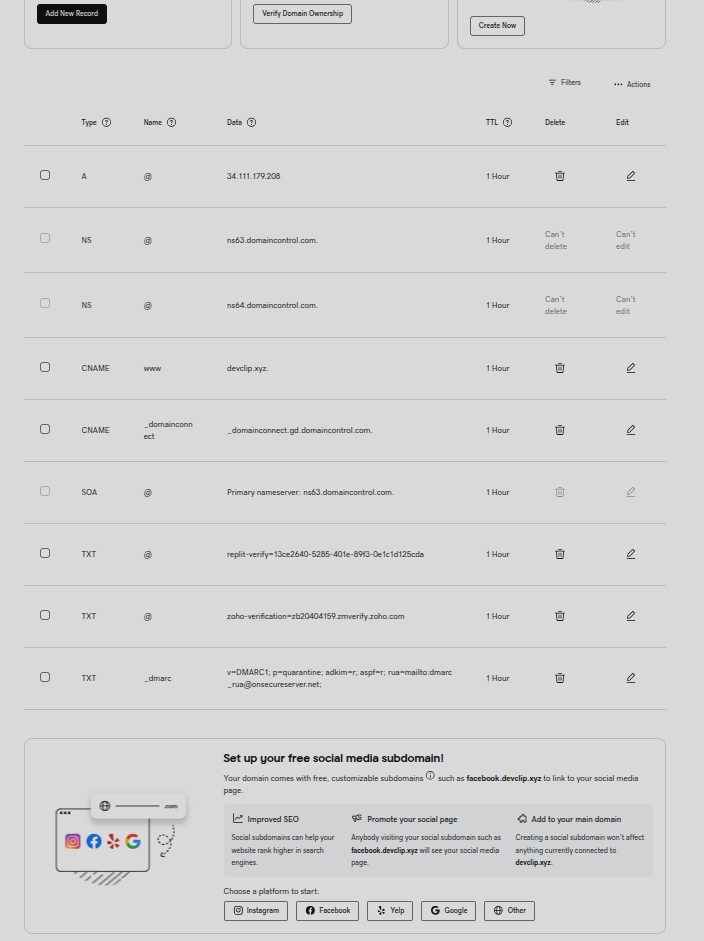 Add New Record
Verify Domain Ownership
Create Now
Filters
Actions
Type Name Data TTL Delete Edit
A @ 34.111.179.208 1 Hour
NS @ ns63.domaincontrol.com. 1 Hour Can't delete Can't edit
NS @ ns64.domaincontrol.com. 1 Hour Can't delete Can't edit
CNAME www devclip.xyz. 1 Hour
CNAME _domainconnect _domainconnect.gd.domaincontrol.com. 1 Hour
SOA @ Primary nameserver: ns63.domaincontrol.com. 1 Hour
TXT @ replit-verify=13ce2640-5285-401e-89f3-0e1c1d125cda 1 Hour
TXT @ zoho-verification=zb20404159.zmverify.zoho.com 1 Hour
TXT _dmarc v=DMARC1; p=quarantine; adkim=r; aspf=r; rua=mailto:dmarc_rua@onsecureserver.net; 1 Hour
Set up your free social media subdomain!
Your domain comes with free, customizable subdomains such as facebook.devclip.xyz to link to your social media
page.
.com
Improved SEO
Social subdomains can help your
website rank higher in search
engines.
Promote your social page
Anybody visiting your social subdomain such as
facebook.devclip.xyz will see your social media
page.
Add to your main domain
Creating a social subdomain won't affect
anything currently connected to
devclip.xyz.
Choose a platform to start:
Instagram
Facebook
Yelp
Google
Other